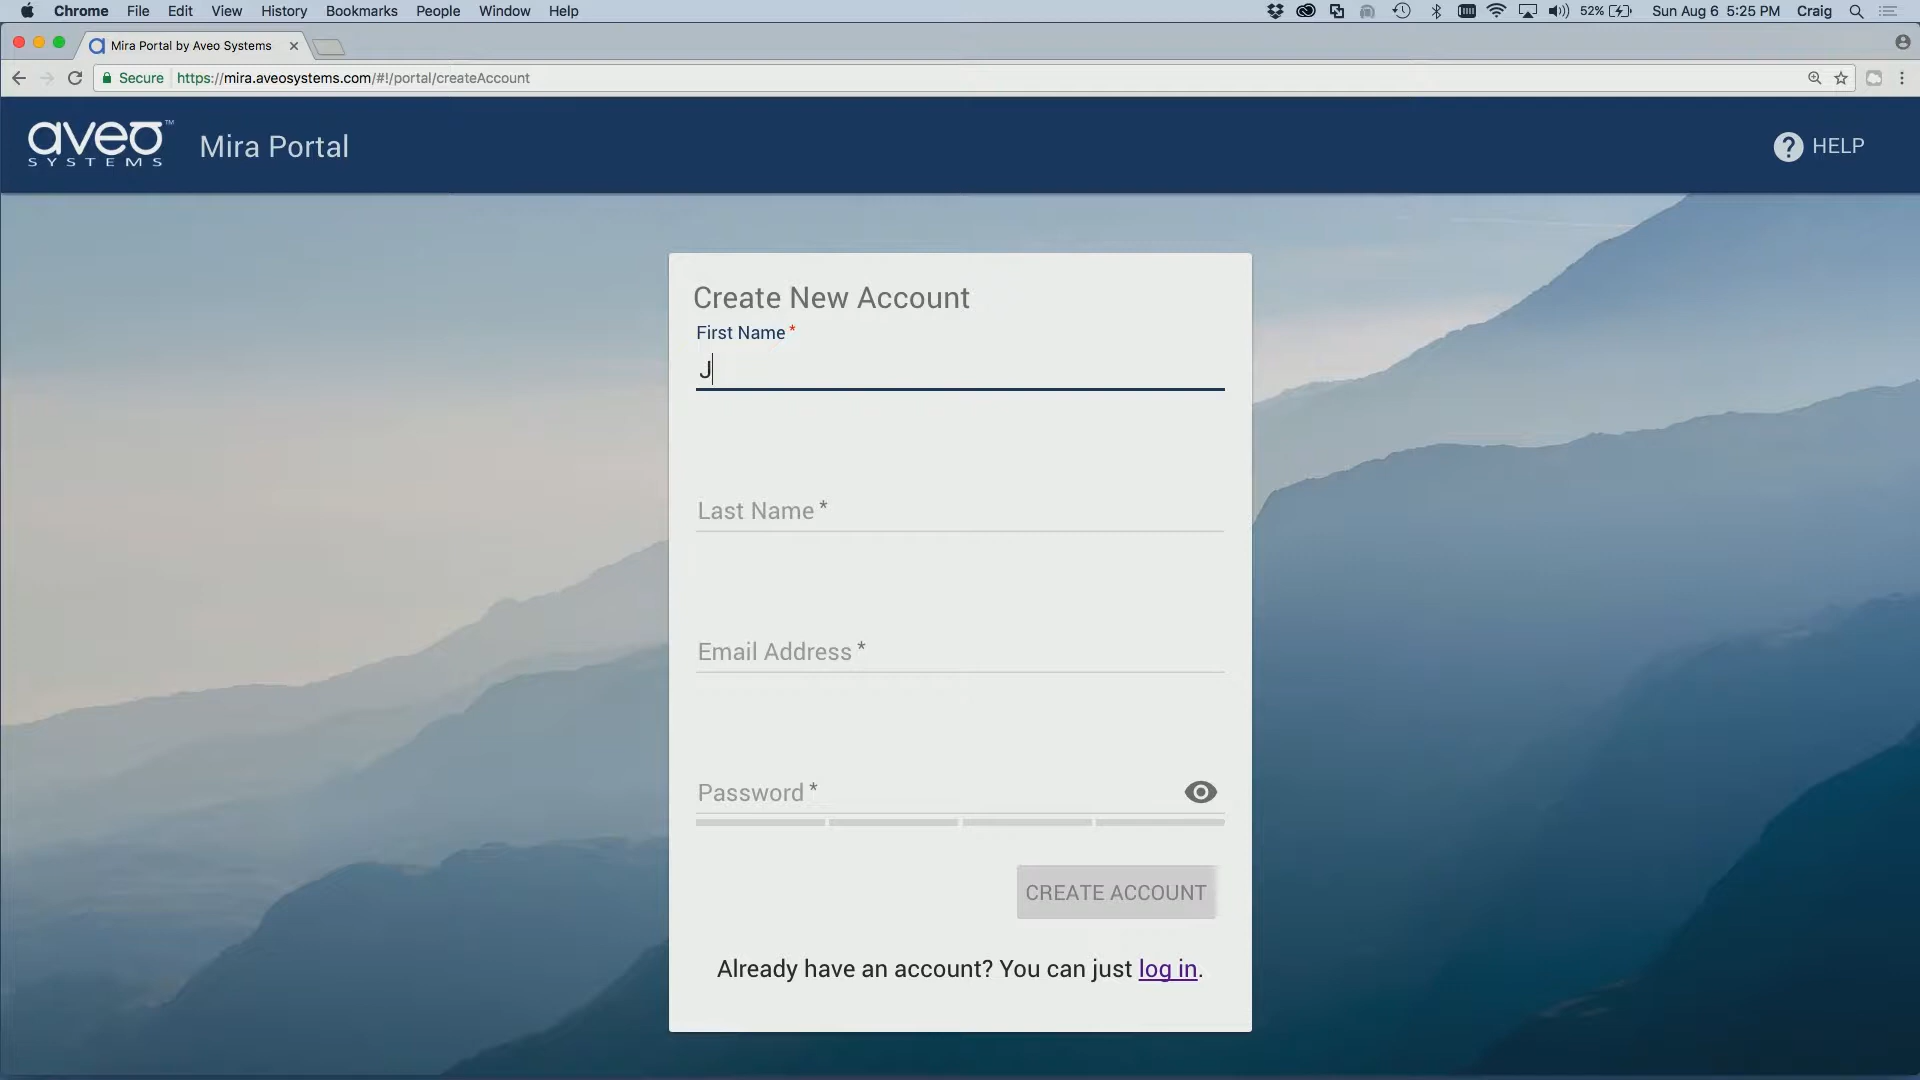 Chrome File Edit View History Bookmarks People Window Help 52% Sun Aug 6 5:25 PM Craig
Mira Portal by Aveo Systems
Secure https://mira.aveosystems.com/#!/portal/createAccount
aveo™
SYSTEMS
Mira Portal
? HELP
Create New Account
First Name *
J
Last Name *
Email Address *
Password *
CREATE ACCOUNT
Already have an account? You can just log in.